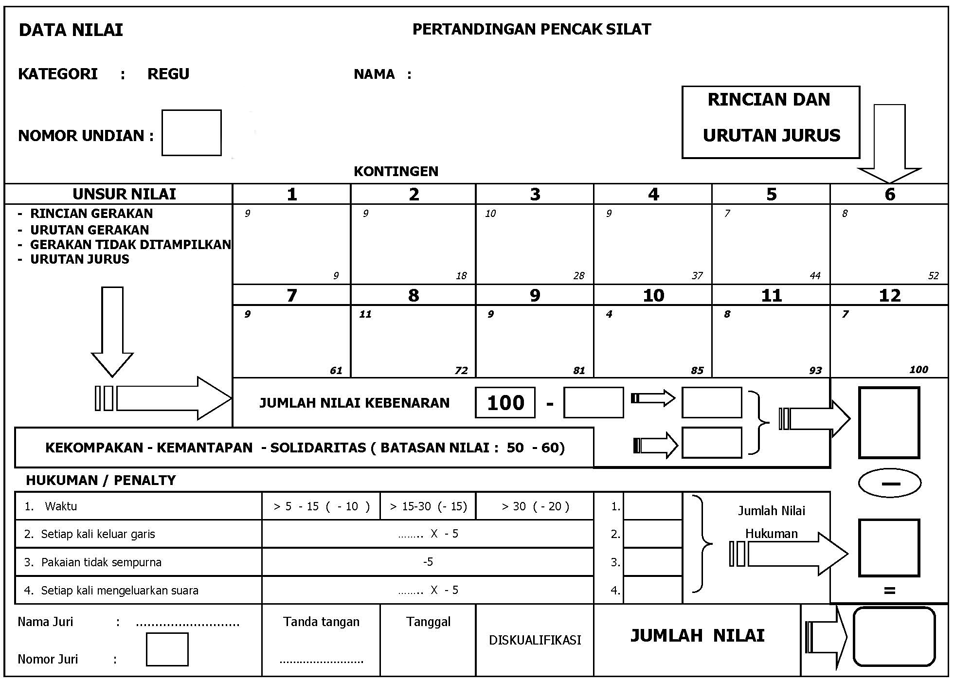 DATA NILAI
PERTANDINGAN PENCAK SILAT
KATEGORI : REGU
NAMA :
RINCIAN DAN
URUTAN JURUS
NOMOR UNDIAN :
KONTINGEN
UNSUR NILAI 1 2 3 4 5 6
- RINCIAN GERAKAN
- URUTAN GERAKAN
- GERAKAN TIDAK DITAMPILKAN
- URUTAN JURUS
9 9 10 9 7 8
9 18 28 37 44 52
7 8 9 10 11 12
9 11 9 4 8 7
61 72 81 85 93 100
JUMLAH NILAI KEBENARAN 100 -
KEKOMPAKAN - KEMANTAPAN - SOLIDARITAS ( BATASAN NILAI : 50 - 60)
−
HUKUMAN / PENALTY
1. Waktu > 5 - 15 ( - 10 ) > 15-30 (- 15) > 30 ( - 20 ) 1.
2. Setiap kali keluar garis …….. X - 5 2.
3. Pakaian tidak sempurna -5 3.
4. Setiap kali mengeluarkan suara …….. X - 5 4.
Jumlah Nilai
Hukuman
=
Nama Juri : ...........................
Tanda tangan
Tanggal
DISKUALIFIKASI
JUMLAH NILAI
Nomor Juri :
........................